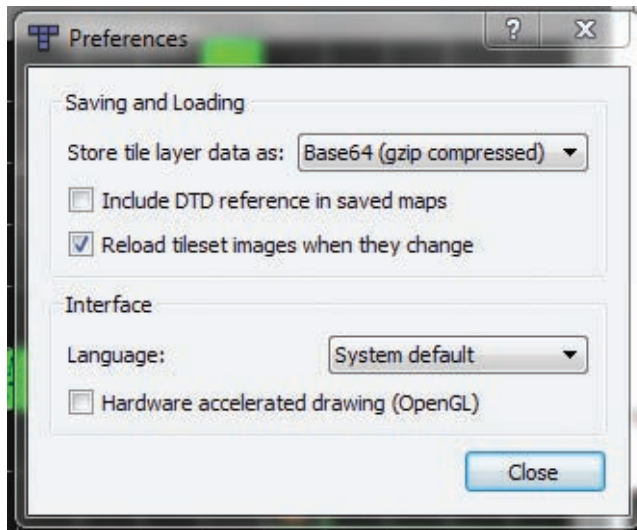 Preferences
Saving and Loading
Store tile layer data as: Base64 (gzip compressed)
Include DTD reference in saved maps
Reload tileset images when they change
Interface
Language: System default
Hardware accelerated drawing (OpenGL)
Close